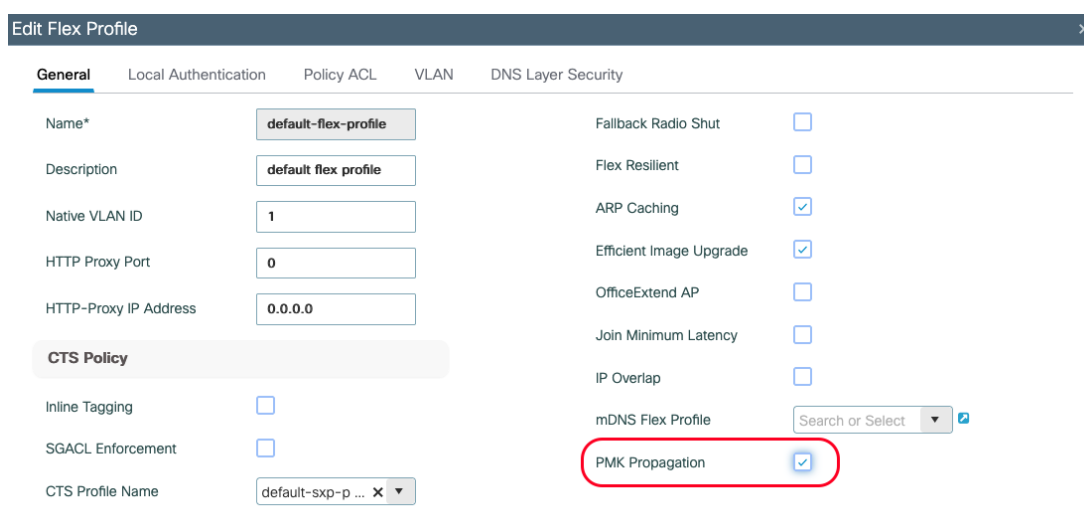 Edit Flex Profile
General Local Authentication Policy ACL VLAN DNS Layer Security
Name* default-flex-profile
Description default flex profile
Native VLAN ID 1
HTTP Proxy Port 0
HTTP-Proxy IP Address 0.0.0.0
CTS Policy
Inline Tagging
SGACL Enforcement
CTS Profile Name default-sxp-p ...
Fallback Radio Shut
Flex Resilient
ARP Caching
Efficient Image Upgrade
OfficeExtend AP
Join Minimum Latency
IP Overlap
mDNS Flex Profile Search or Select
PMK Propagation